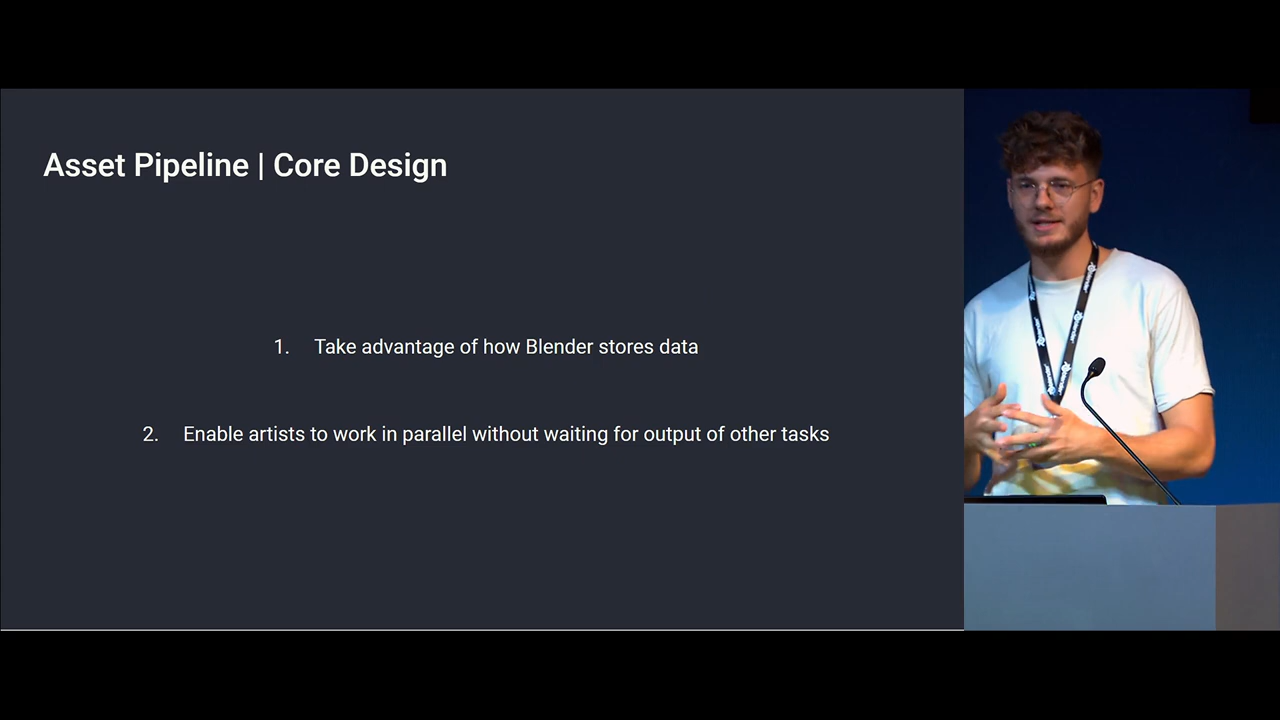 Asset Pipeline | Core Design
1. Take advantage of how Blender stores data
2. Enable artists to work in parallel without waiting for output of other tasks